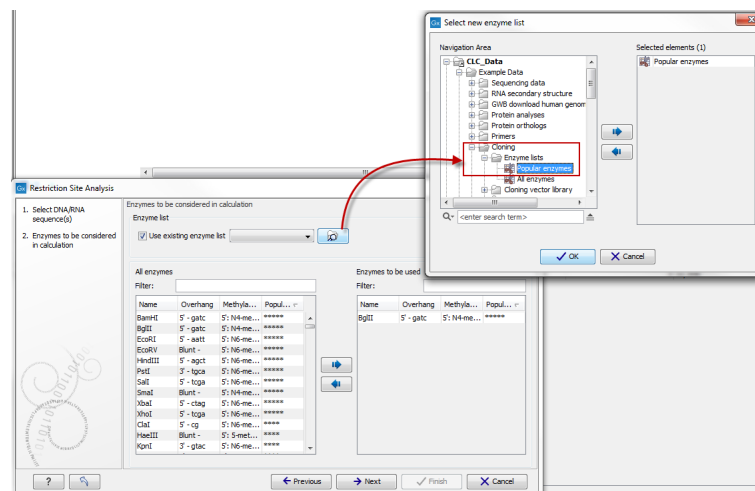 Select new enzyme list
Navigation Area
CLC_Data
Example Data
Sequencing data
RNA secondary structure
GWB download human genom
Protein analyses
Protein orthologs
Primers
Cloning
Enzyme lists
Popular enzymes
All enzymes
Cloning vector library
<enter search term>
Selected elements (1)
Popular enzymes
OK
Cancel
Gx Restriction Site Analysis
1. Select DNA/RNA
sequence(s)
2. Enzymes to be considered
in calculation
Enzymes to be considered in calculation
Enzyme list
Use existing enzyme list
All enzymes
Filter:
Name Overhang Methyla... Popul...
BamHI 5' - gatc 5': N4-me... *****
BglII 5' - gatc 5': N4-me... *****
EcoRI 5' - aatt 5': N6-me... *****
EcoRV Blunt - 5': N6-me... *****
HindIII 5' - agct 5': N6-me... *****
PstI 3' - tgca 5': N6-me... *****
SalI 5' - tcga 5': N6-me... *****
SmaI Blunt - 5': N4-me... *****
XbaI 5' - ctag 5': N6-me... *****
XhoI 5' - tcga 5': N6-me... *****
ClaI 5' - cg 5': N6-me... ****
HaeIII Blunt - 5': 5-met... ****
KpnI 3' - gtac 5': N6-me... ****
Enzymes to be used
Filter:
Name Overhang Methyla... Popul...
BglII 5' - gatc 5': N4-me... *****
?
Previous
Next
Finish
Cancel